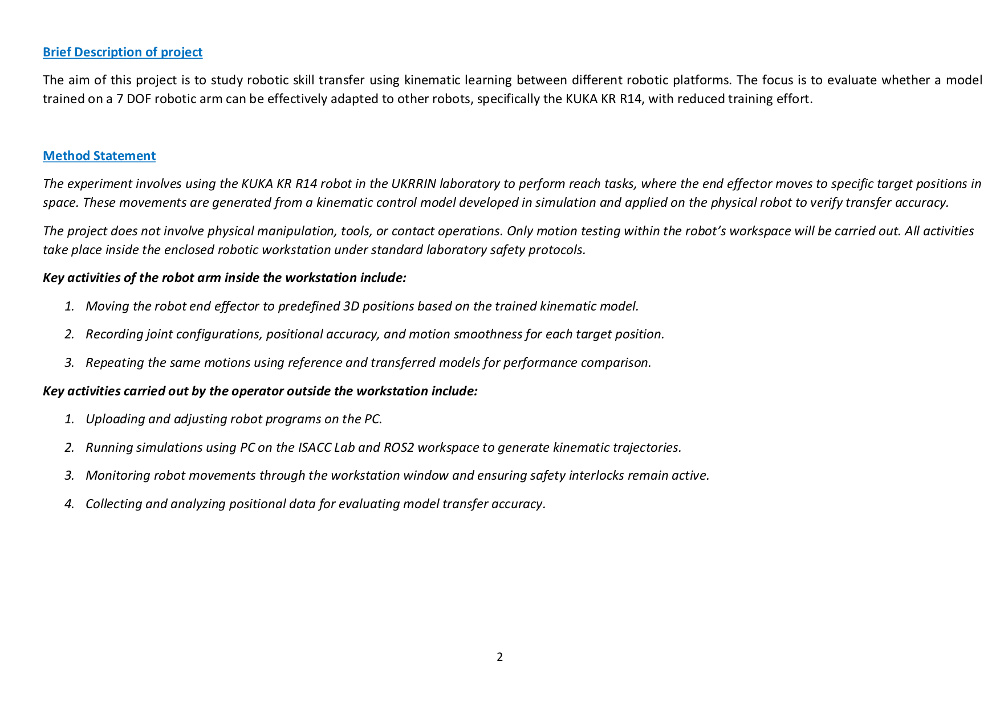 Brief Description of project
The aim of this project is to study robotic skill transfer using kinematic learning between different robotic platforms. The focus is to evaluate whether a model
trained on a 7 DOF robotic arm can be effectively adapted to other robots, specifically the KUKA KR R14, with reduced training effort.
Method Statement
The experiment involves using the KUKA KR R14 robot in the UKRRIN laboratory to perform reach tasks, where the end effector moves to specific target positions in
space. These movements are generated from a kinematic control model developed in simulation and applied on the physical robot to verify transfer accuracy.
The project does not involve physical manipulation, tools, or contact operations. Only motion testing within the robot’s workspace will be carried out. All activities
take place inside the enclosed robotic workstation under standard laboratory safety protocols.
Key activities of the robot arm inside the workstation include:
1. Moving the robot end effector to predefined 3D positions based on the trained kinematic model.
2. Recording joint configurations, positional accuracy, and motion smoothness for each target position.
3. Repeating the same motions using reference and transferred models for performance comparison.
Key activities carried out by the operator outside the workstation include:
1. Uploading and adjusting robot programs on the PC.
2. Running simulations using PC on the ISACC Lab and ROS2 workspace to generate kinematic trajectories.
3. Monitoring robot movements through the workstation window and ensuring safety interlocks remain active.
4. Collecting and analyzing positional data for evaluating model transfer accuracy.
2